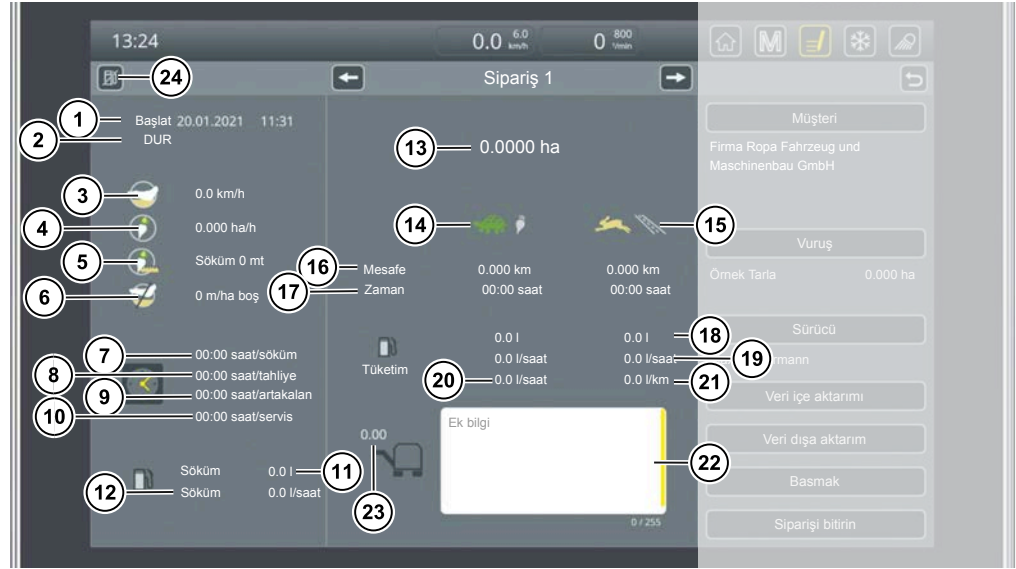 13:24
0.0 6.0 km/h
0 800 1/min
24
Sipariş 1
1
Başlat 20.01.2021 11:31
2
DUR
3
0.0 km/h
4
0.000 ha/h
5
Söküm 0 mt
6
0 m/ha boş
7
00:00 saat/söküm
8
00:00 saat/tahliye
9
00:00 saat/artakalan
10
00:00 saat/servis
Söküm 0.0 l
11
12
Söküm 0.0 l/saat
13
0.0000 ha
14
15
16
Mesafe 0.000 km 0.000 km
17
Zaman 00:00 saat 00:00 saat
0.0 l 0.0 l
18
Tüketim
0.0 l/saat 0.0 l/saat
19
20
0.0 l/saat 0.0 l/km
21
0.00
23
Ek bilgi
22
0 / 255
M
Müşteri
Firma Ropa Fahrzeug und
Maschinenbau GmbH
Vuruş
Örnek Tarla 0.000 ha
Sürücü
Veri içe aktarımı
Veri dışa aktarım
Basmak
Siparişi bitirin